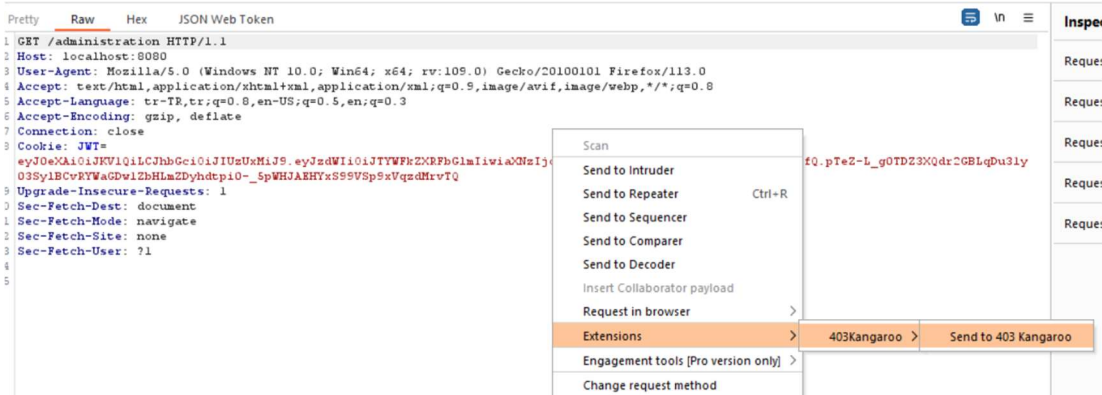 Pretty Raw Hex JSON Web Token \n
1 GET /administration HTTP/1.1
2 Host: localhost:8080
3 User-Agent: Mozilla/5.0 (Windows NT 10.0; Win64; x64; rv:109.0) Gecko/20100101 Firefox/113.0
4 Accept: text/html,application/xhtml+xml,application/xml;q=0.9,image/avif,image/webp,*/*;q=0.8
5 Accept-Language: tr-TR,tr;q=0.8,en-US;q=0.5,en;q=0.3
6 Accept-Encoding: gzip, deflate
7 Connection: close
8 Cookie: JWT=
9 Upgrade-Insecure-Requests: 1
0 Sec-Fetch-Dest: document
1 Sec-Fetch-Mode: navigate
2 Sec-Fetch-Site: none
3 Sec-Fetch-User: ?1
4
5
Scan
Send to Intruder
Send to Repeater Ctrl+R
Send to Sequencer
Send to Comparer
Send to Decoder
Insert Collaborator payload
Request in browser
Extensions
403Kangaroo
Send to 403 Kangaroo
Engagement tools [Pro version only]
Change request method
Inspec
Reques
Reques
Reques
Reques
Reques